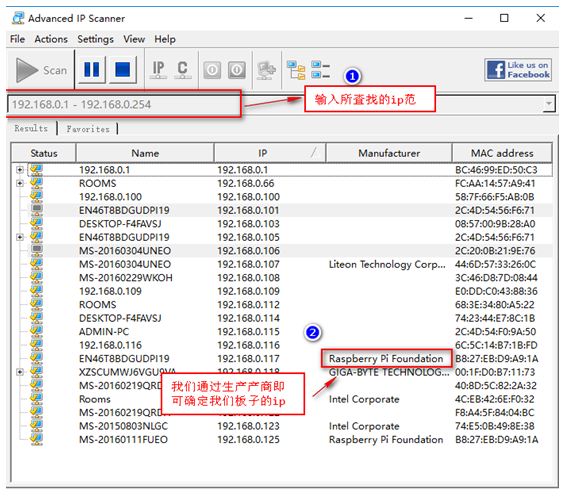 Advanced IP Scanner
File Actions Settings View Help
Scan IP C Like us on
Facebook
1
192.168.0.1 - 192.168.0.254
输入所查找的ip范
Results Favorites
Status Name IP Manufacturer MAC address
192.168.0.1 192.168.0.1 BC:46:99:ED:50:C3
ROOMS 192.168.0.66 FC:AA:14:57:A9:41
192.168.0.100 192.168.0.100 58:7F:66:F5:AB:0B
EN46T8BDGUDPI19 192.168.0.101 2C:4D:54:56:F6:71
DESKTOP-F4FAVSJ 192.168.0.103 08:57:00:9B:28:A0
EN46T8BDGUDPI19 192.168.0.105 2C:4D:54:56:F6:71
MS-20160304UNEO 192.168.0.106 2C:20:0B:21:9E:76
MS-20160304UNEO 192.168.0.107 Liteon Technology Corp... 44:6D:57:33:26:0C
MS-20160229WKOH 192.168.0.108 3C:46:D8:7D:08:44
192.168.0.109 192.168.0.109 E0:DD:C0:43:88:36
ROOMS 192.168.0.112 68:3E:34:80:A5:22
DESKTOP-F4FAVSJ 192.168.0.114 74:23:44:E7:8C:1B
ADMIN-PC 192.168.0.115 2C:4D:54:F0:9A:50
2
192.168.0.116 192.168.0.116 6C:5C:14:B7:1B:FD
EN46T8BDGUDPI19 192.168.0.117 Raspberry Pi Foundation B8:27:EB:D9:A9:1A
XZSCUMWJ6VGU9VA 192.168.0.118 GIGA-BYTE TECHNOLOG... 00:1F:D0:B7:11:73
MS-20160219QRD 40:8D:5C:82:2A:32
Rooms Intel Corporate 4C:EB:42:6E:F0:32
MS-20160219QRD F8:A4:5F:84:04:BC
我们通过生产产商即
可确定我们板子的ip
MS-20150803NLGC 192.168.0.123 Intel Corporate 74:E5:0B:49:8E:38
MS-20160111FUEO 192.168.0.125 Raspberry Pi Foundation B8:27:EB:D9:A9:1A